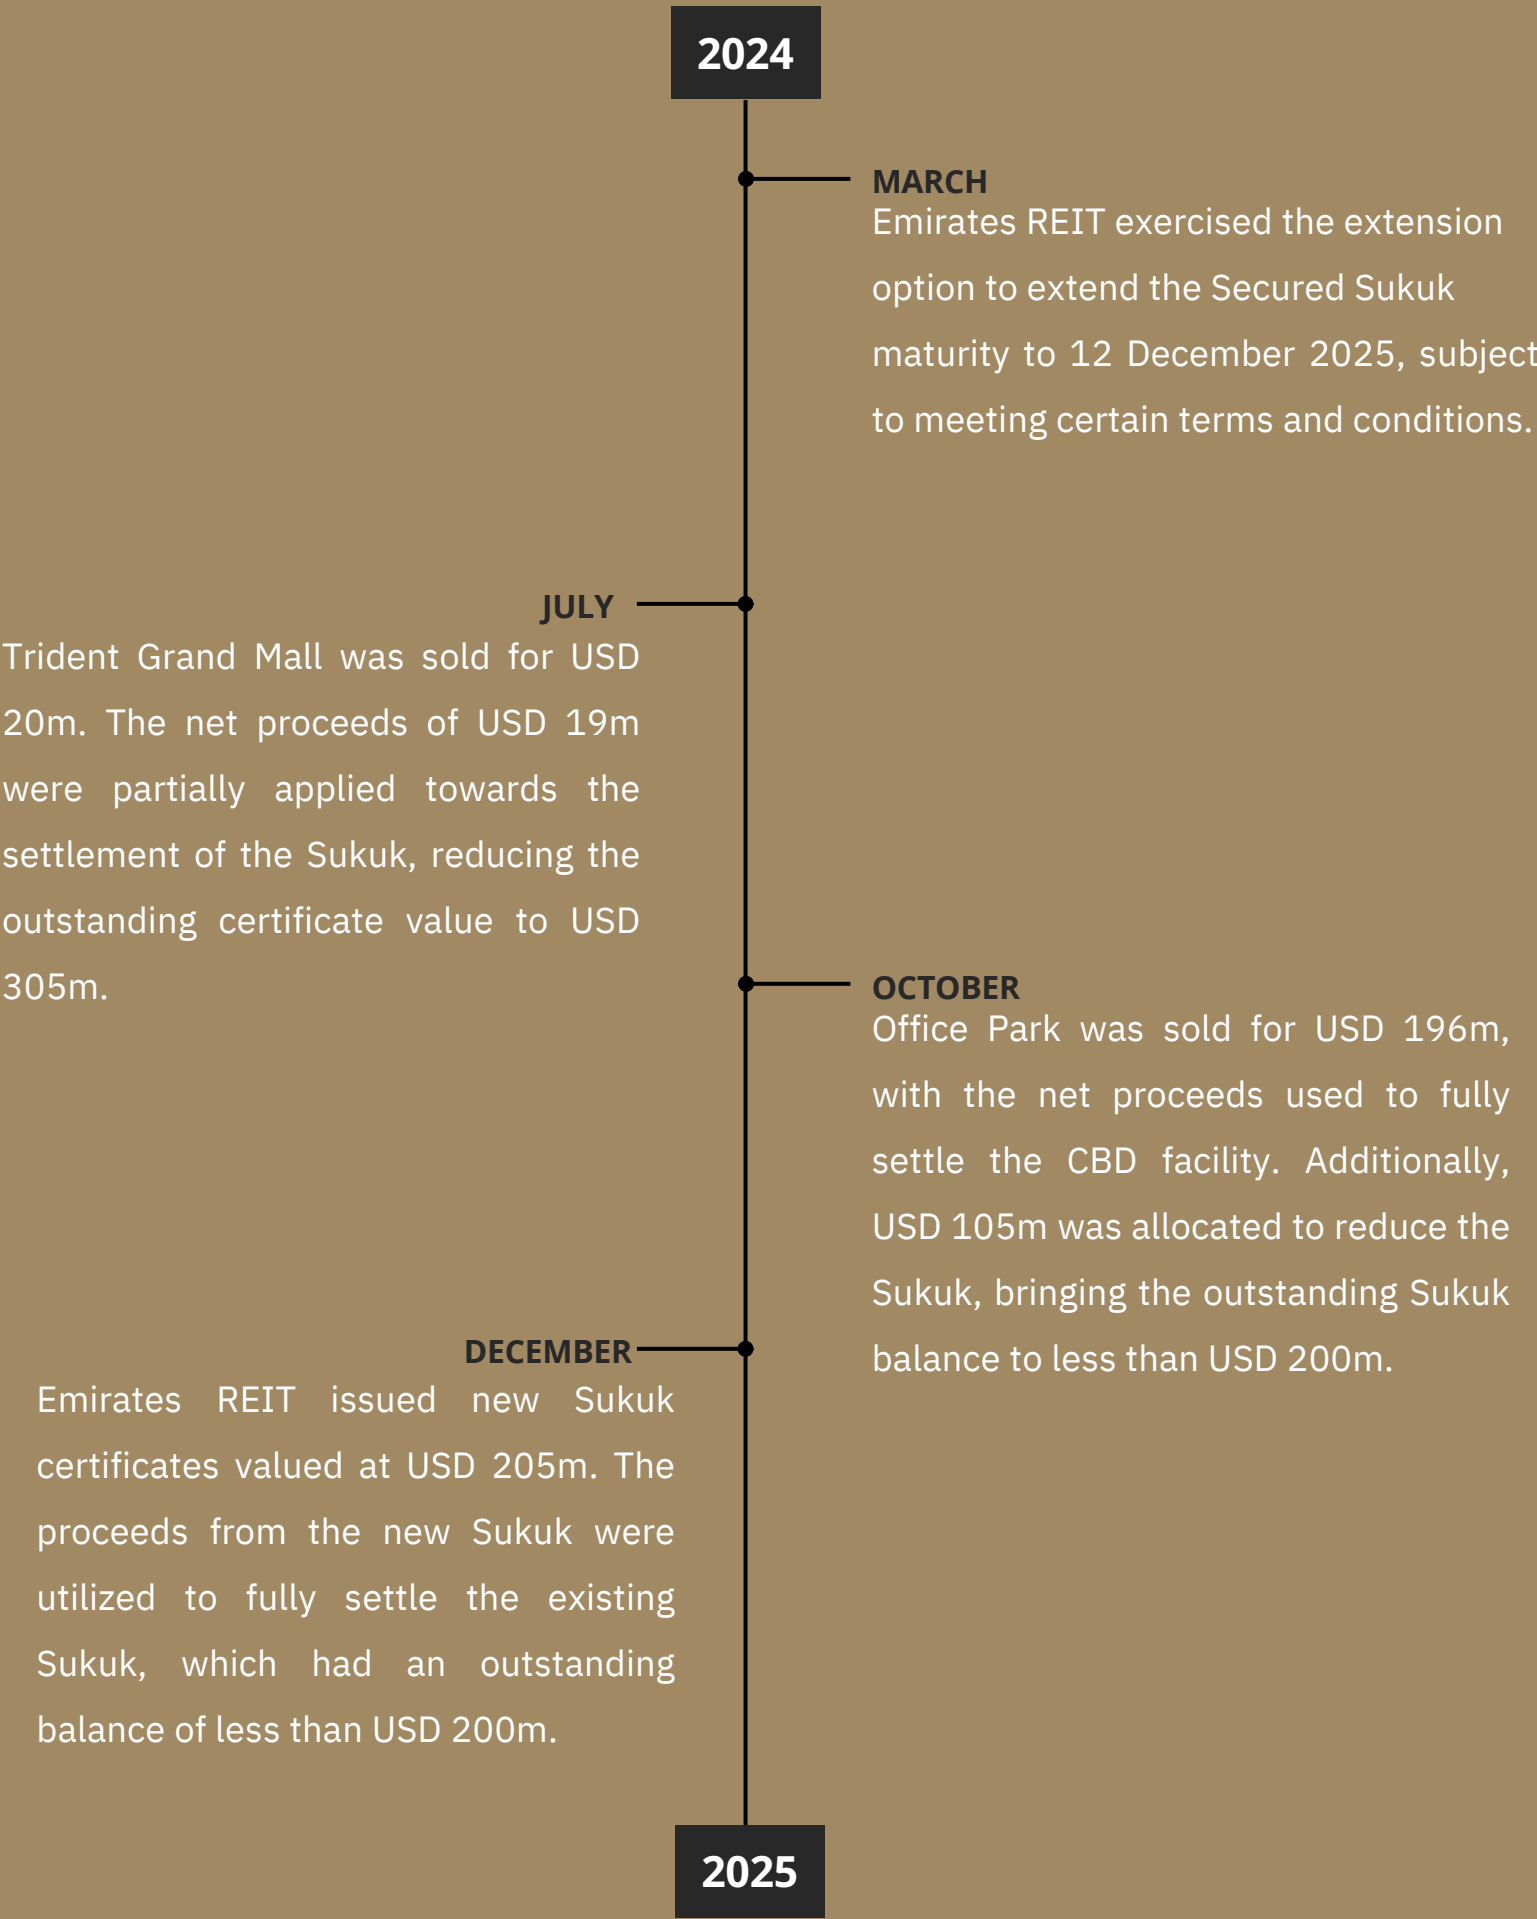 2024
MARCH
Emirates REIT exercised the extension
option to extend the Secured Sukuk
maturity to 12 December 2025, subject
to meeting certain terms and conditions.
JULY
Trident Grand Mall was sold for USD
20m. The net proceeds of USD 19m
were partially applied towards the
settlement of the Sukuk, reducing the
outstanding certificate value to USD
305m.
OCTOBER
Office Park was sold for USD 196m,
with the net proceeds used to fully
settle the CBD facility. Additionally,
USD 105m was allocated to reduce the
Sukuk, bringing the outstanding Sukuk
balance to less than USD 200m.
DECEMBER
Emirates REIT issued new Sukuk
certificates valued at USD 205m. The
proceeds from the new Sukuk were
utilized to fully settle the existing
Sukuk, which had an outstanding
balance of less than USD 200m.
2025